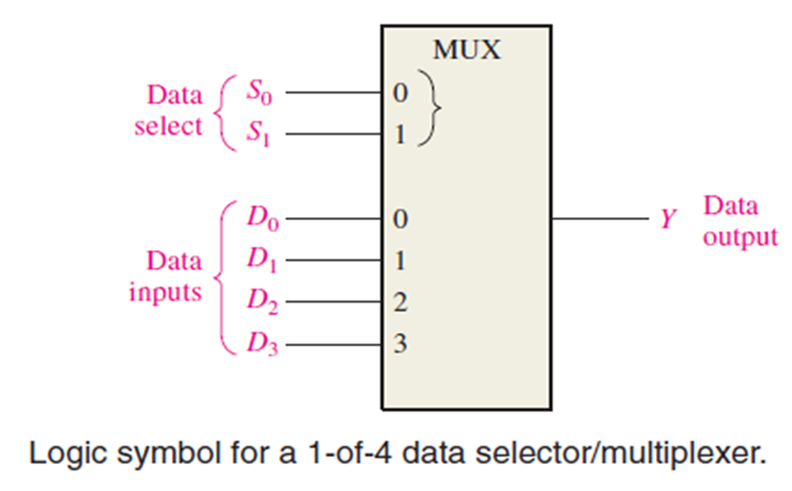 MUX
Data
select
S0
0
S1
1
D0
0
Data
inputs
D1
1
D2
2
D3
3
Y
Data
output
Logic symbol for a 1-of-4 data selector/multiplexer.